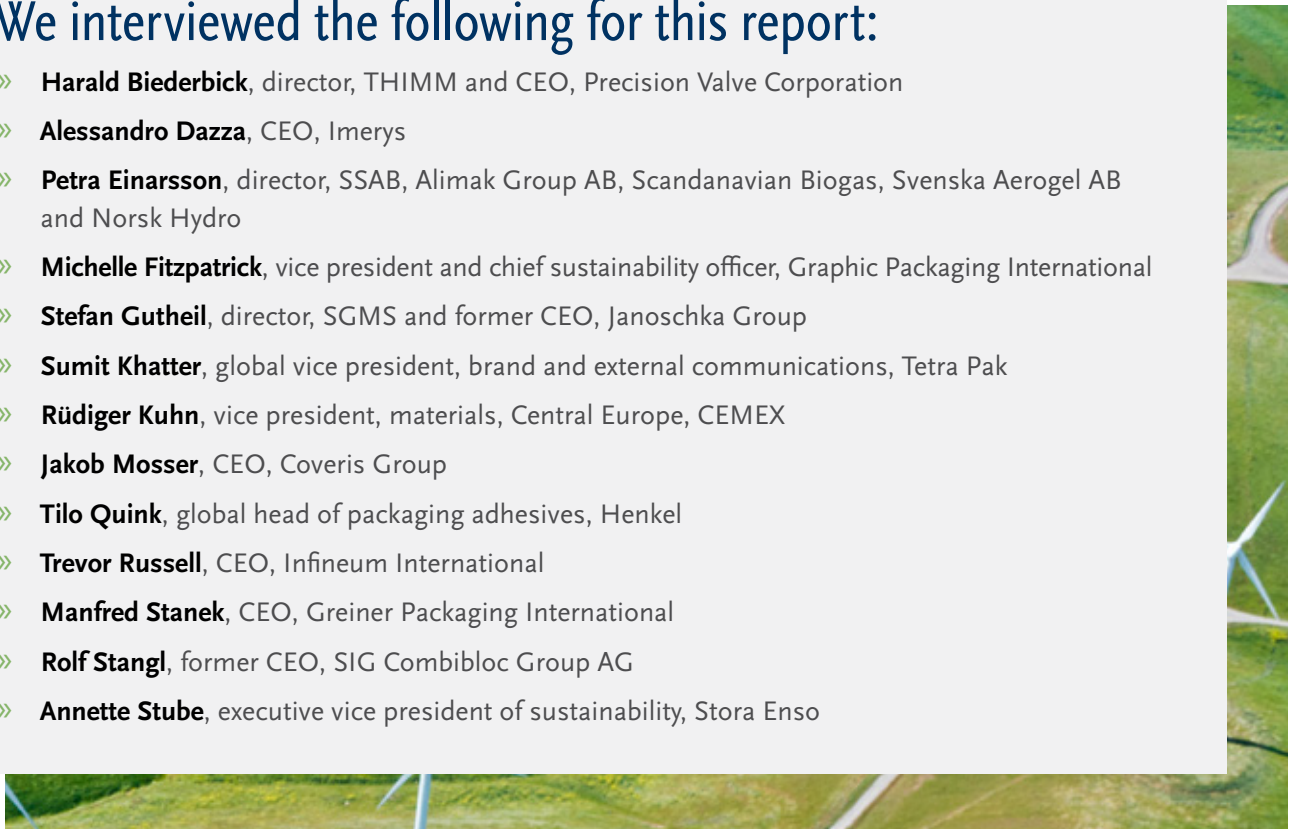 We interviewed the following for this report:
» Harald Biederbick, director, THIMM and CEO, Precision Valve Corporation
» Alessandro Dazza, CEO, Imerys
» Petra Einarsson, director, SSAB, Alimak Group AB, Scandanavian Biogas, Svenska Aerogel AB
and Norsk Hydro
» Michelle Fitzpatrick, vice president and chief sustainability officer, Graphic Packaging International
» Stefan Gutheil, director, SGMS and former CEO, Janoschka Group
» Sumit Khatter, global vice president, brand and external communications, Tetra Pak
» Rüdiger Kuhn, vice president, materials, Central Europe, CEMEX
» Jakob Mosser, CEO, Coveris Group
» Tilo Quink, global head of packaging adhesives, Henkel
» Trevor Russell, CEO, Infineum International
» Manfred Stanek, CEO, Greiner Packaging International
» Rolf Stangl, former CEO, SIG Combibloc Group AG
» Annette Stube, executive vice president of sustainability, Stora Enso